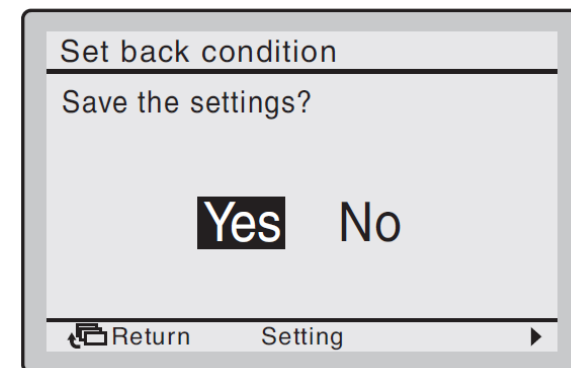 Set back condition
Save the settings?
Yes No
Return Setting